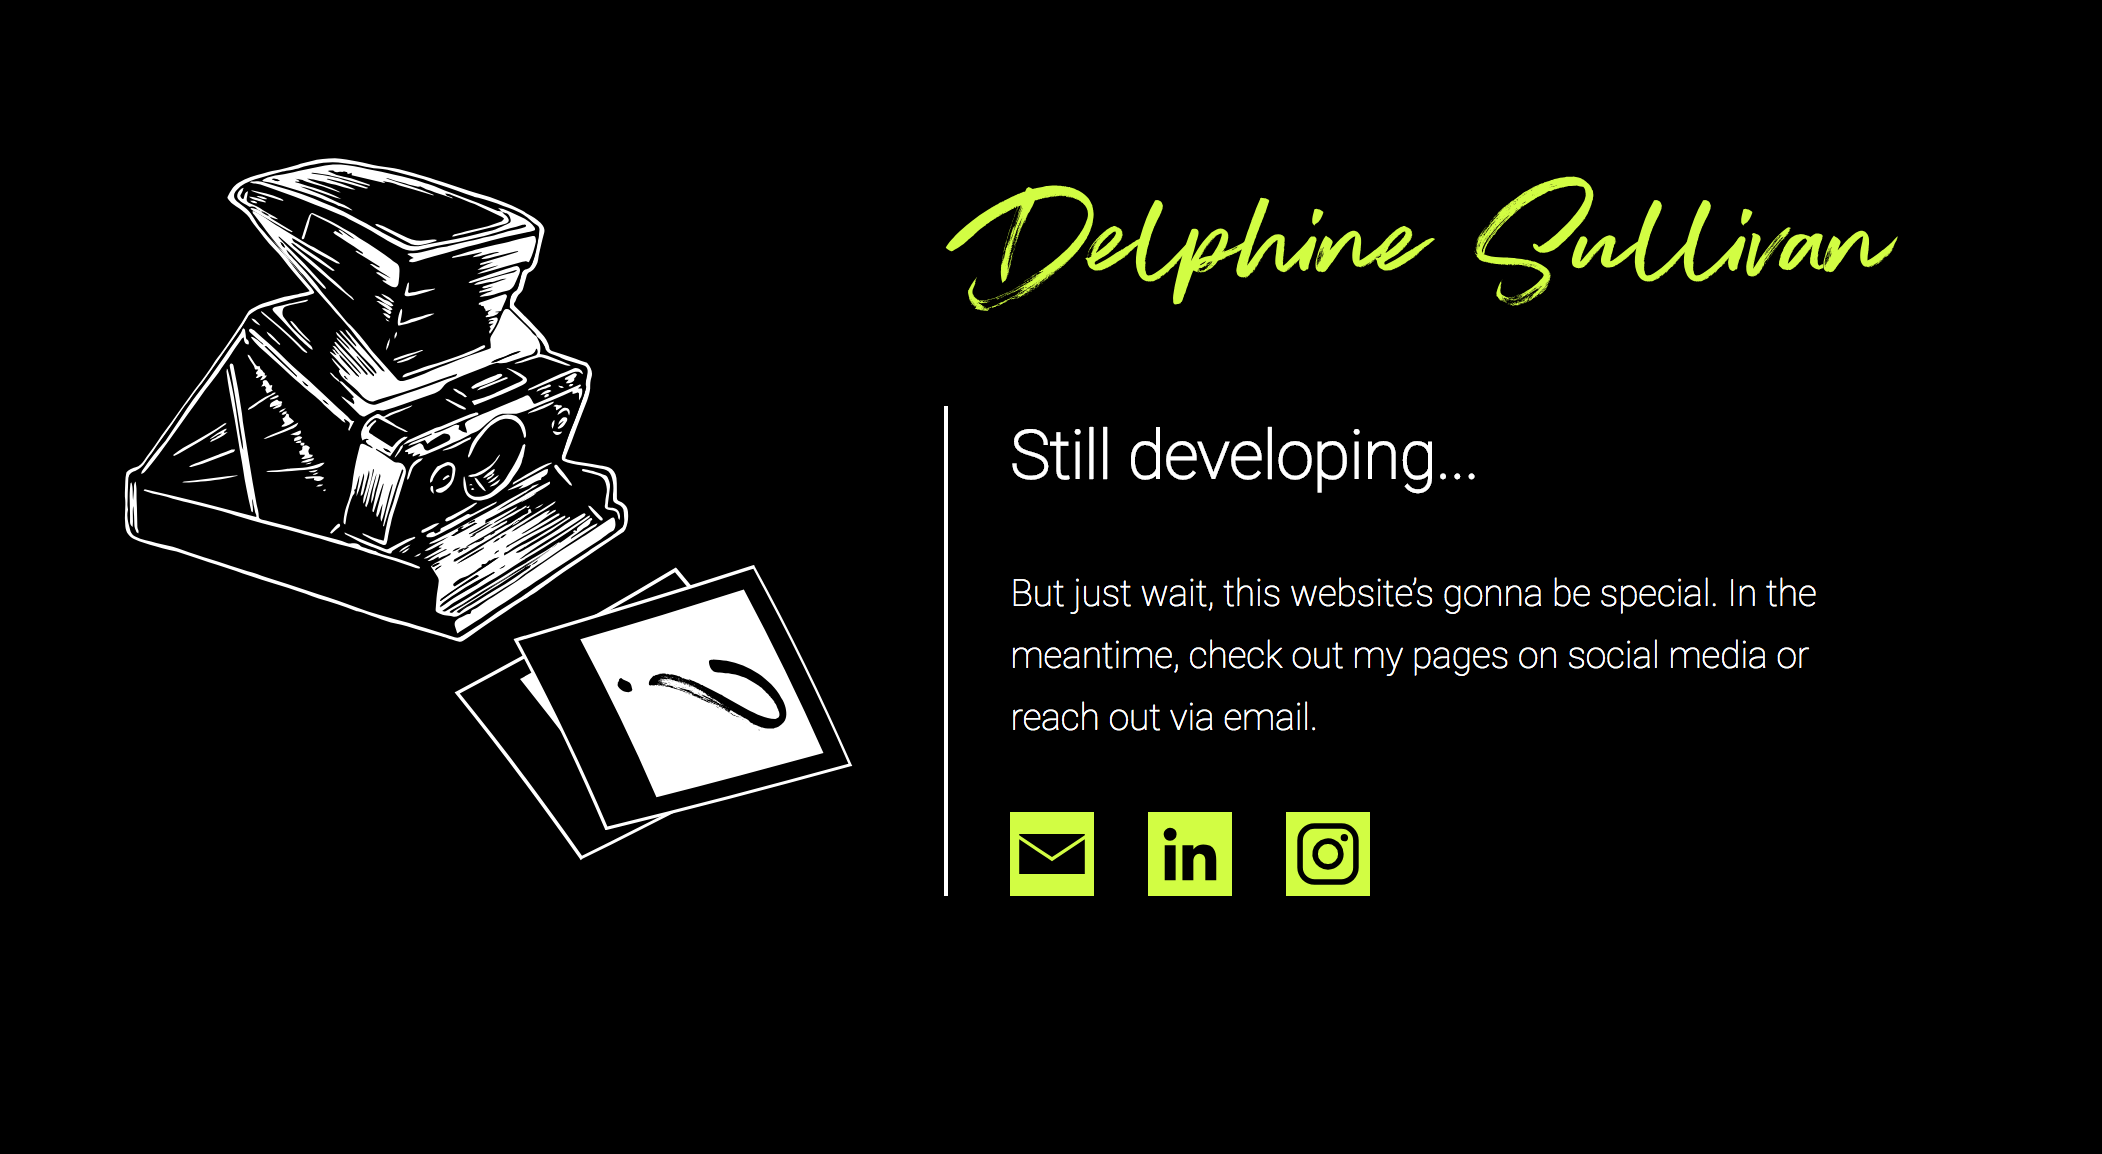 Delphine Sullivan
Still developing...
But just wait, this website’s gonna be special. In the
meantime, check out my pages on social media or
reach out via email.
in